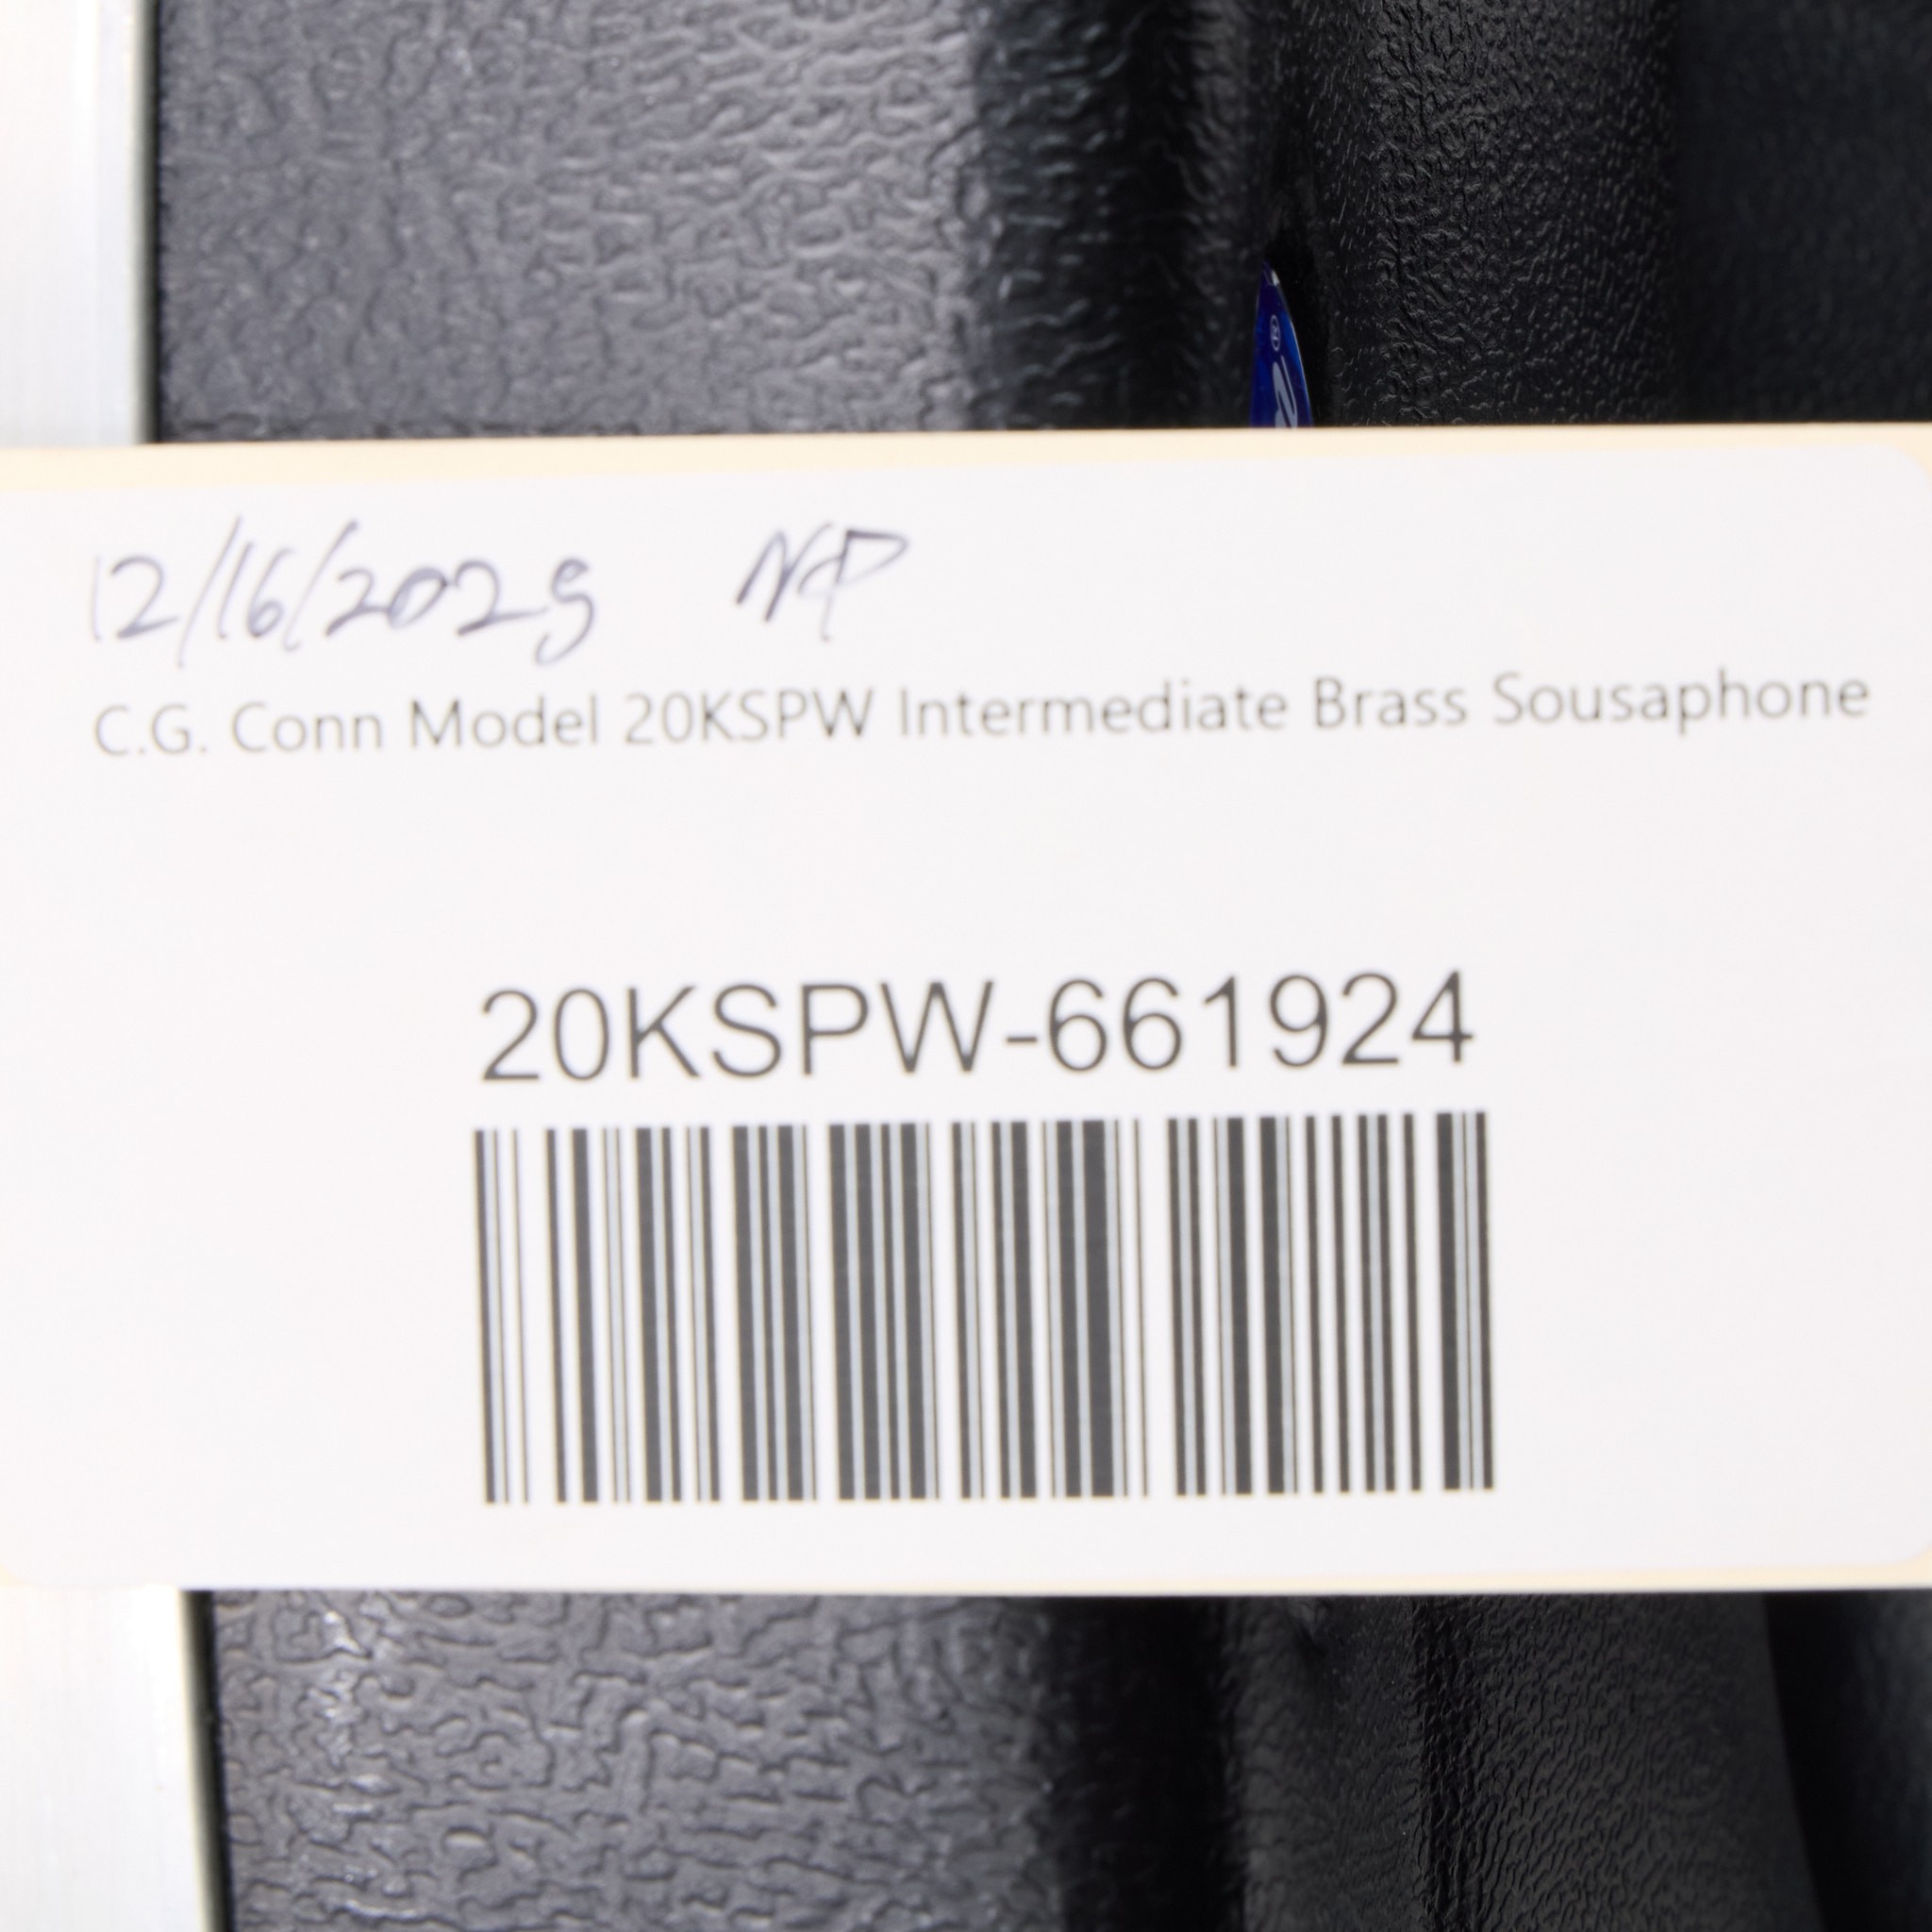 12/16/2025 NP
C.G. Conn Model 20KSPW Intermediate Brass Sousaphone
20KSPW-661924